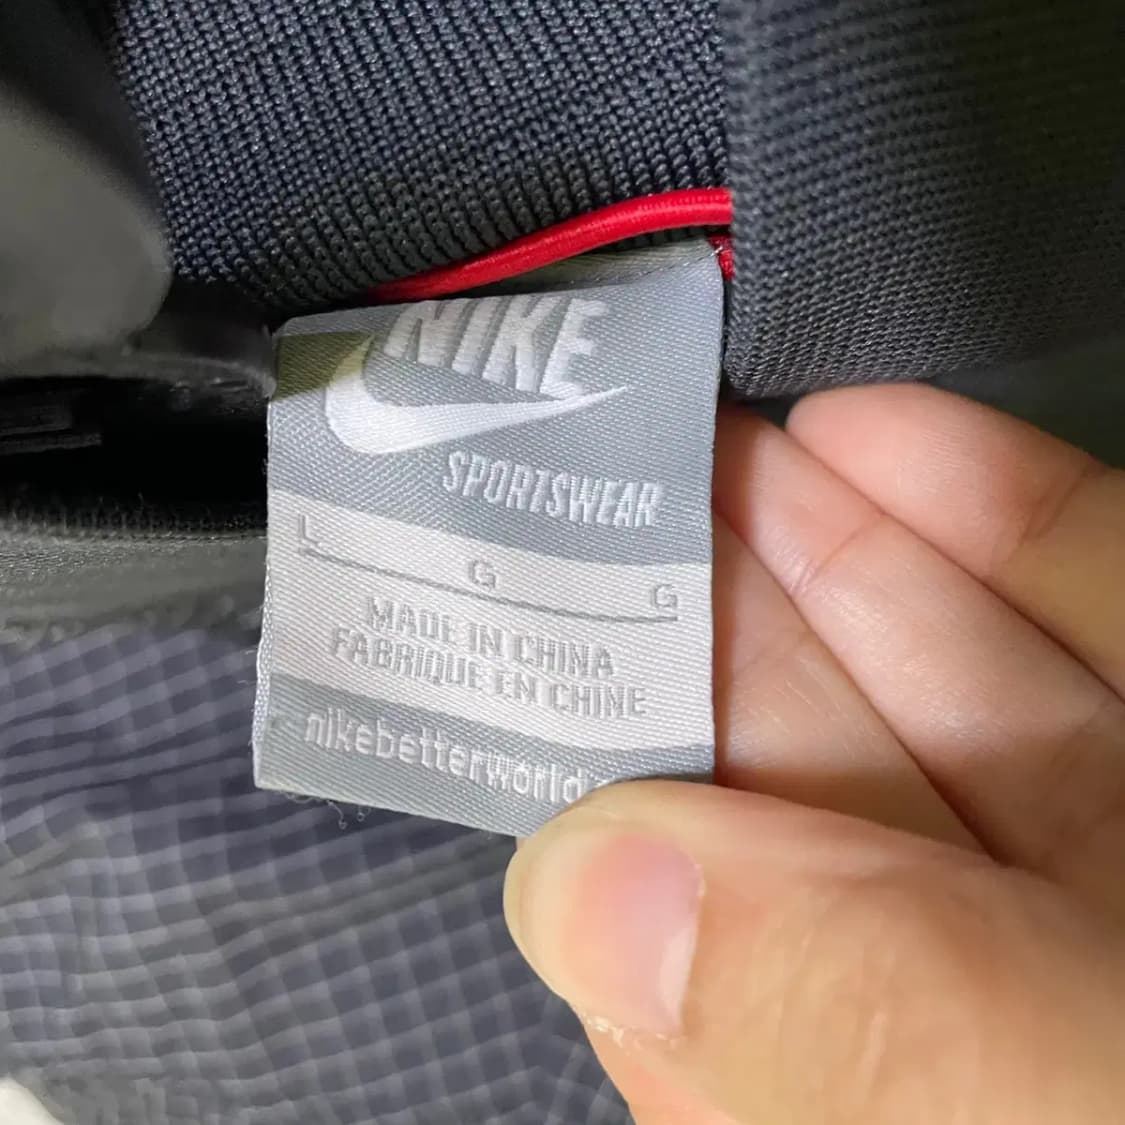 NIKE
SPORTSWEAR
L G G
MADE IN CHINA
FABRIQUE EN CHINE
nikebetterworld